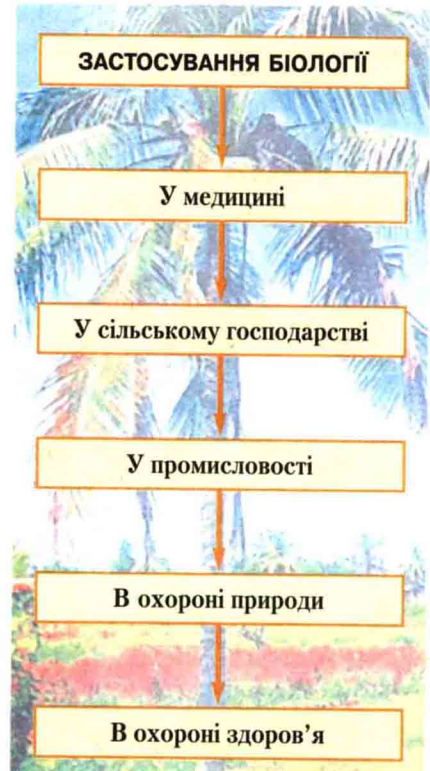 ЗАСТОСУВАННЯ БІОЛОГІЇ
У медицині
У сільському господарстві
У промисловості
В охороні природи
В охороні здоров’я